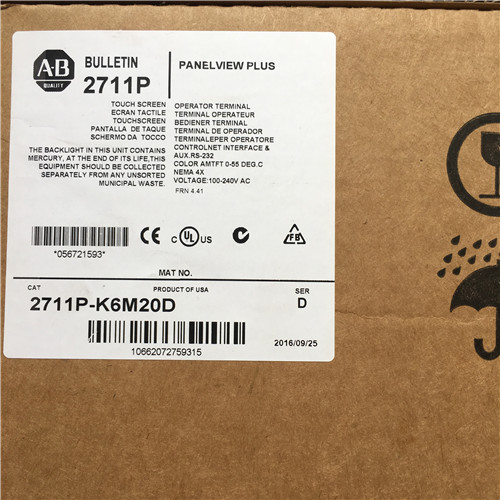 A-B
QUALITY
BULLETIN
2711P
PANELVIEW PLUS
TOUCH SCREEN
ECRAN TACTILE
TOUCHSCREEN
PANTALLA DE TAQUE
SCHERMO DA TOCCO
OPERATOR TERMINAL
TERMINAL OPERATEUR
BEDIENER TERMINAL
TERMINAL DE OPERADOR
TERMINALEPER OPERATORE
CONTROLNET INTERFACE &
AUX.RS-232
COLOR AMTFT 0-55 DEG.C
NEMA 4X
VOLTAGE:100-240V AC
FRN 4.41
THE BACKLIGHT IN THIS UNIT CONTAINS
MERCURY, AT THE END OF ITS LIFE,THIS
EQUIPMENT SHOULD BE COLLECTED
SEPARATELY FROM ANY UNSORTED
MUNICIPAL WASTE.
*056721593*
CE
C UL US
FB
MAT NO.
CAT
PRODUCT OF USA
SER
2711P-K6M20D
D
10662072759315
2016/09/25